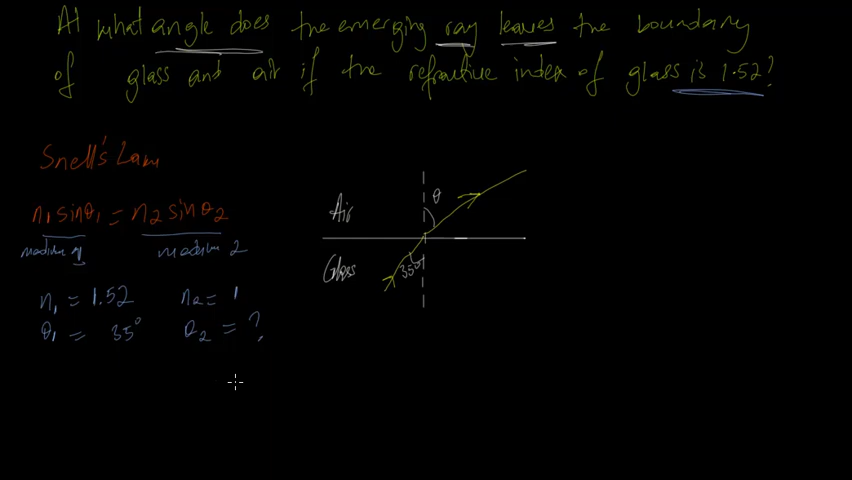 At what angle does the emerging ray leaves the boundary
of glass and air if the refractive index of glass is 1.52?
Snell's Law
n₁ sinθ₁ = n₂ sinθ₂
medium 1 medium 2
n₁ = 1.52 n₂ = 1
θ₁ = 35° θ₂ = ?
Air θ
Glass 35°